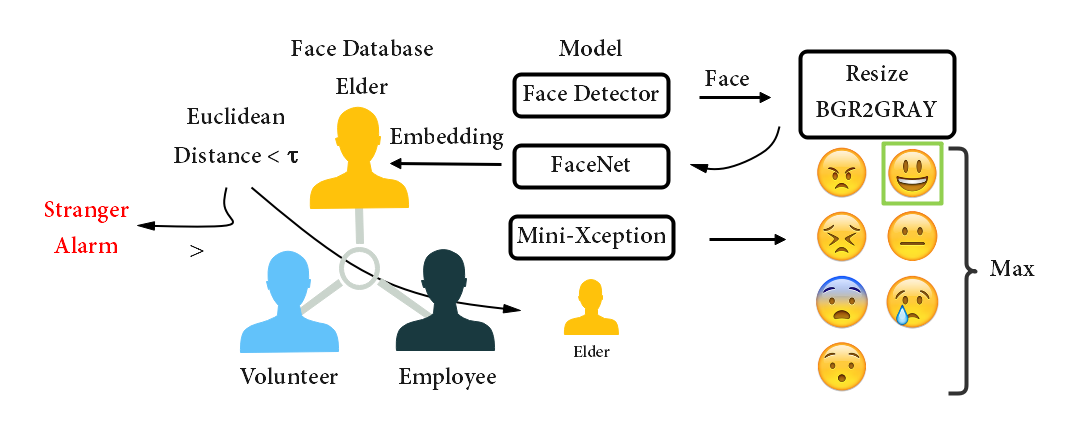 Face Database
Model
Elder
Face Detector
Face
Resize
BGR2GRAY
Euclidean
Distance < τ
Embedding
FaceNet
Stranger
Alarm
>
Mini-Xception
Max
Elder
Volunteer
Employee